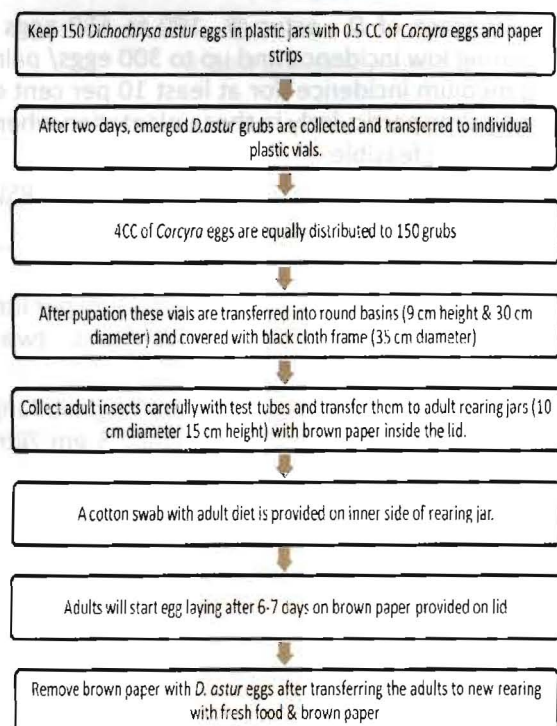 Keep 150 Dichochrysa astur eggs in plastic jars with 0.5 CC of Corcyra eggs and paper
strips
After two days, emerged D.astur grubs are collected and transferred to individual
plastic vials.
4CC of Corcyra eggs are equally distributed to 150 grubs
After pupation these vials are transferred into round basins (9 cm height & 30 cm
diameter) and covered with black cloth frame (35 cm diameter)
Collect adult insects carefully with test tubes and transfer them to adult rearing jars (10
cm diameter 15 cm height) with brown paper inside the lid.
A cotton swab with adult diet is provided on inner side of rearing jar.
Adults will start egg laying after 6-7 days on brown paper provided on lid
Remove brown paper with D. astur eggs after transferring the adults to new rearing
with fresh food & brown paper